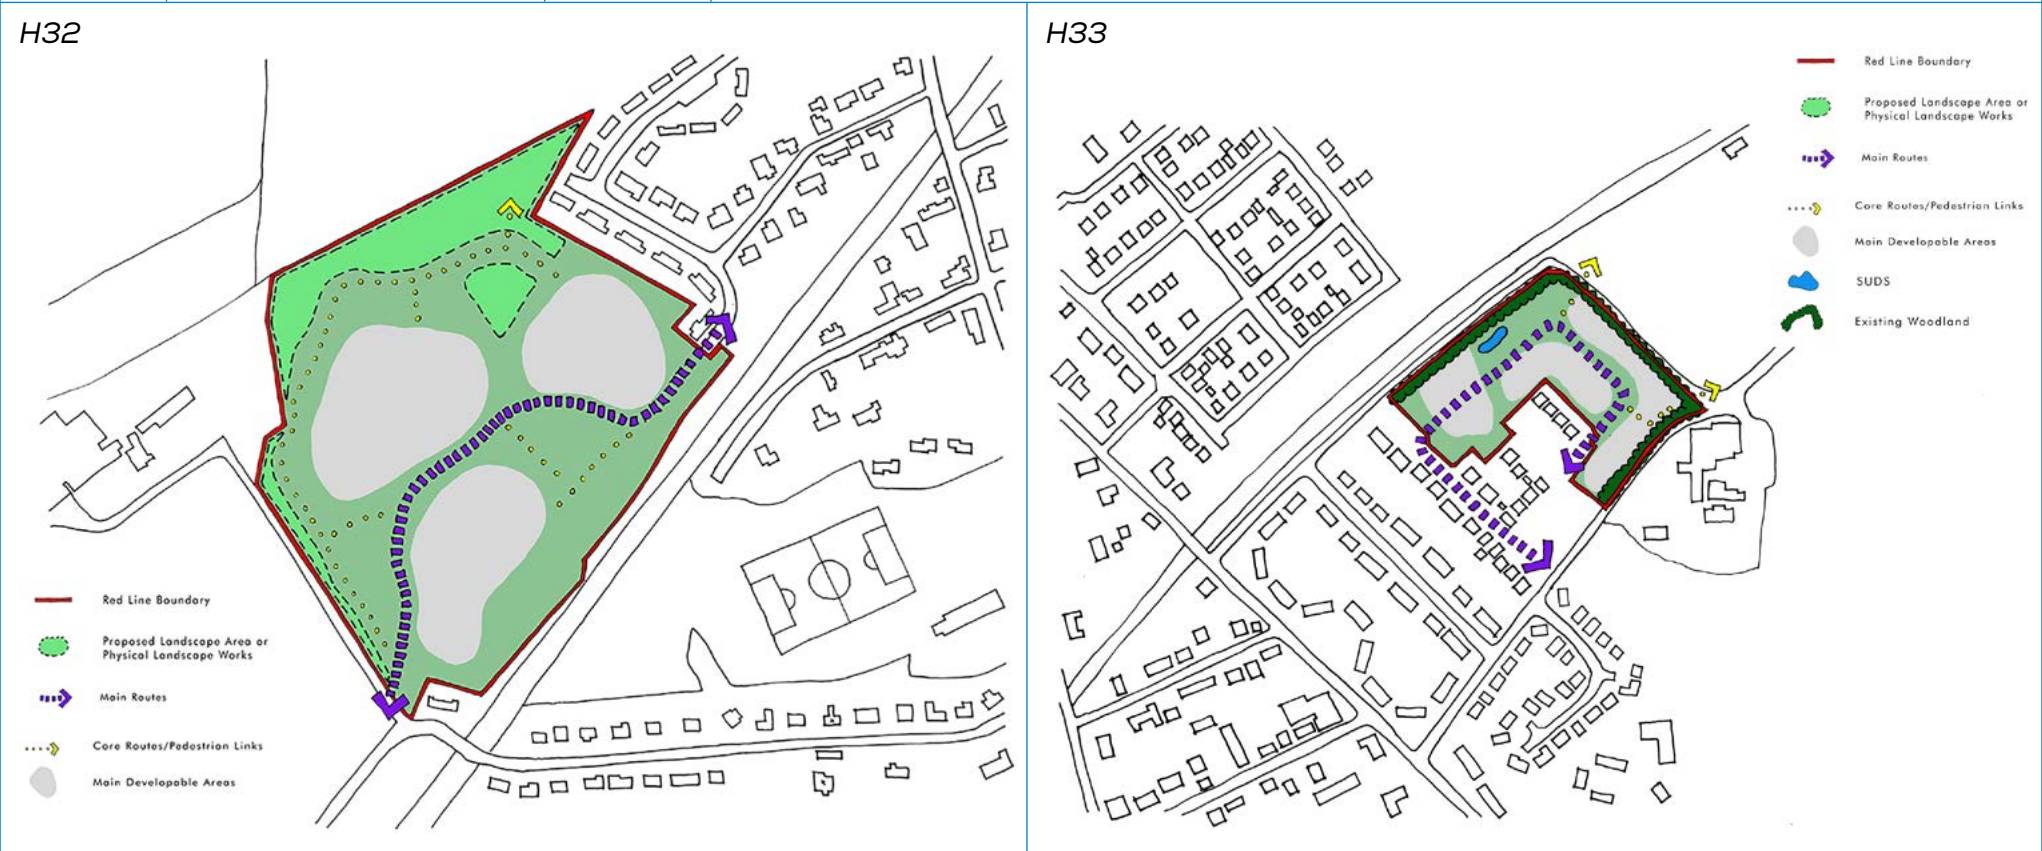 H32
Red Line Boundary
Proposed Landscape Area or
Physical Landscape Works
Main Routes
Core Routes/Pedestrian Links
Main Developable Areas
H33
Red Line Boundary
Proposed Landscape Area or
Physical Landscape Works
Main Routes
Core Routes/Pedestrian Links
Main Developable Areas
SUDS
Existing Woodland